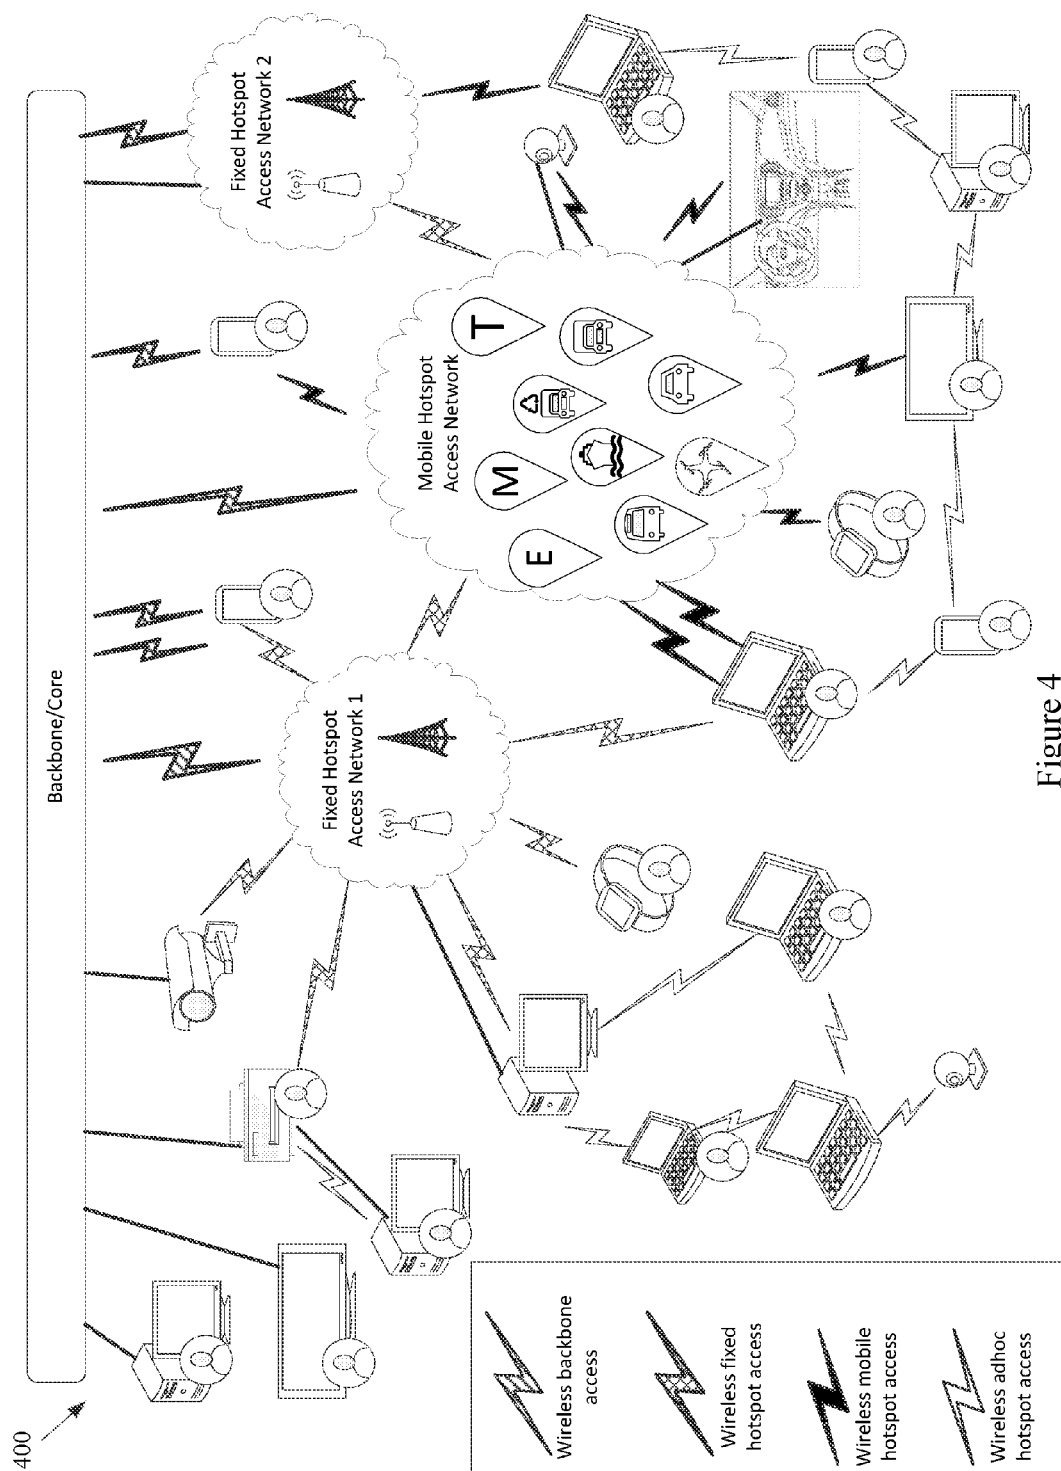 400
Backbone/Core
Fixed Hotspot
Access Network 1
Mobile Hotspot
Access Network
E
M
T
Fixed Hotspot
Access Network 2
Wireless backbone
access
Wireless fixed
hotspot access
Wireless mobile
hotspot access
Wireless adhoc
hotspot access
Figure 4